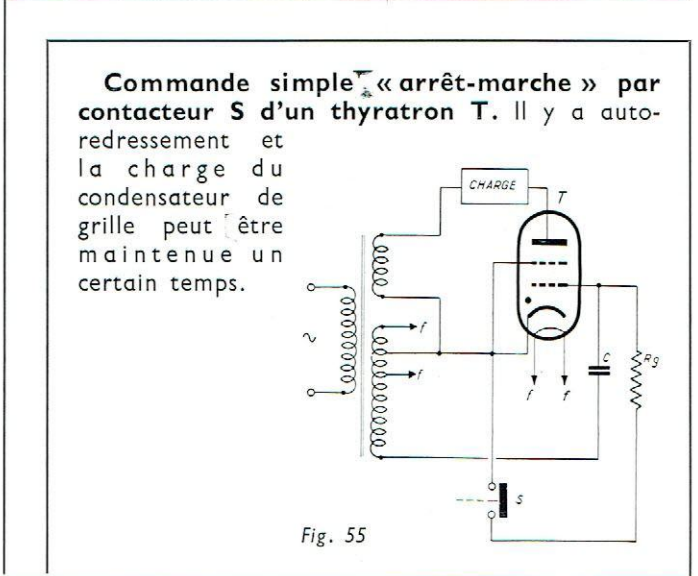 Commande simple « arrêt-marche » par
contacteur S d'un thyratron T. Il y a auto-
redressement et
la charge du
condensateur de
grille peut être
maintenue un
certain temps.
CHARGE
T
f
f
C
Rg
f f
S
Fig. 55